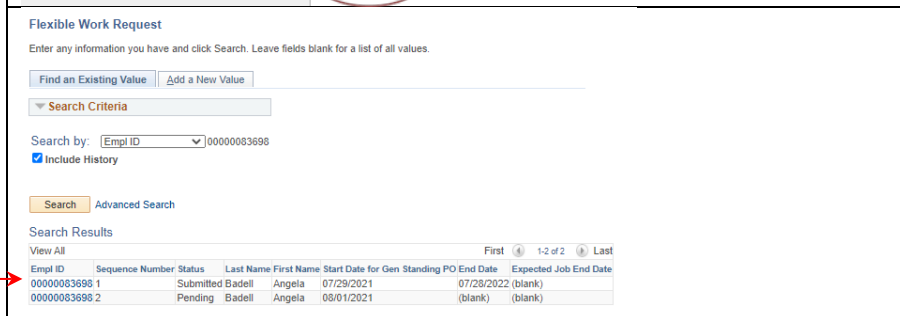 Flexible Work Request
Enter any information you have and click Search. Leave fields blank for a list of all values.
Find an Existing Value Add a New Value
Search Criteria
Search by: Empl ID 00000083698
Include History
Search Advanced Search
Search Results
View All First 1-2 of 2 Last
Empl ID Sequence Number Status Last Name First Name Start Date for Gen Standing PO End Date Expected Job End Date
00000083698 1 Submitted Badell Angela 07/29/2021 07/28/2022 (blank)
00000083698 2 Pending Badell Angela 08/01/2021 (blank) (blank)